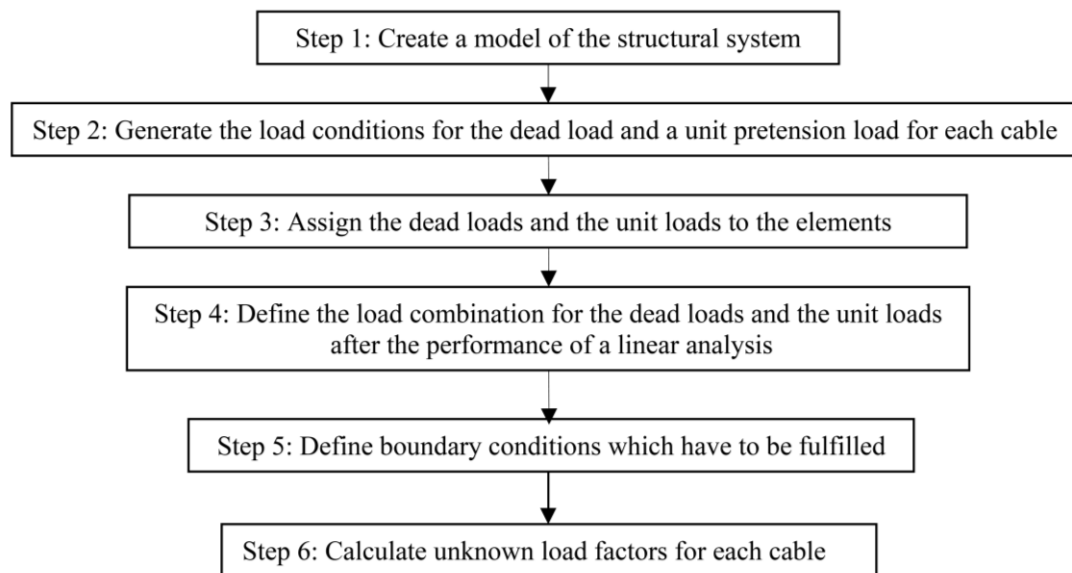 Step 1: Create a model of the structural system
Step 2: Generate the load conditions for the dead load and a unit pretension load for each cable
Step 3: Assign the dead loads and the unit loads to the elements
Step 4: Define the load combination for the dead loads and the unit loads
after the performance of a linear analysis
Step 5: Define boundary conditions which have to be fulfilled
Step 6: Calculate unknown load factors for each cable